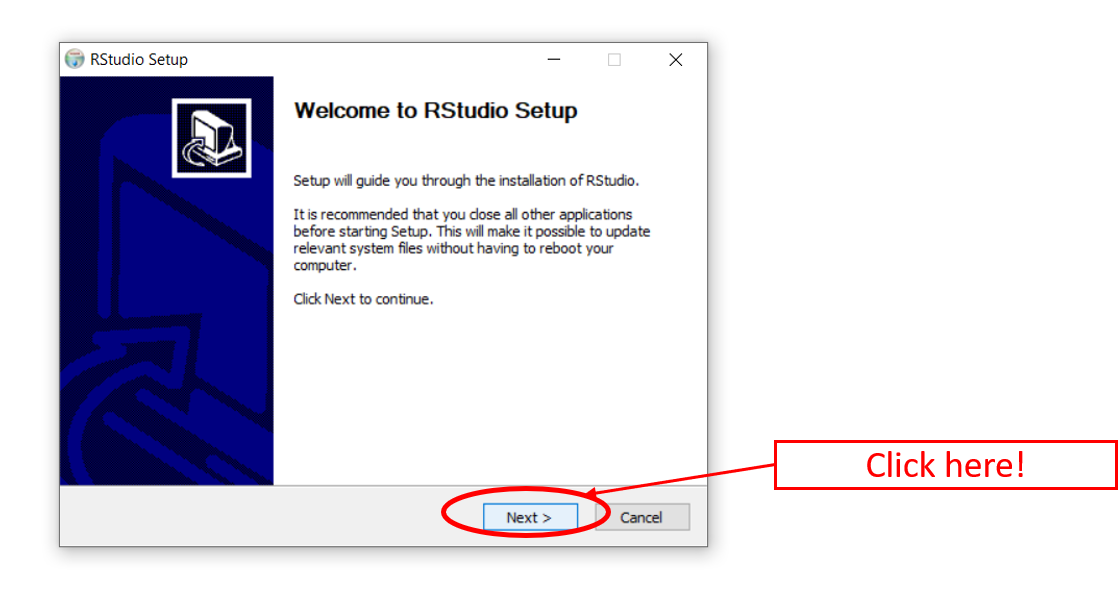 RStudio Setup
Welcome to RStudio Setup
Setup will guide you through the installation of RStudio.
It is recommended that you close all other applications
before starting Setup. This will make it possible to update
relevant system files without having to reboot your
computer.
Click Next to continue.
Click here!
Next >
Cancel